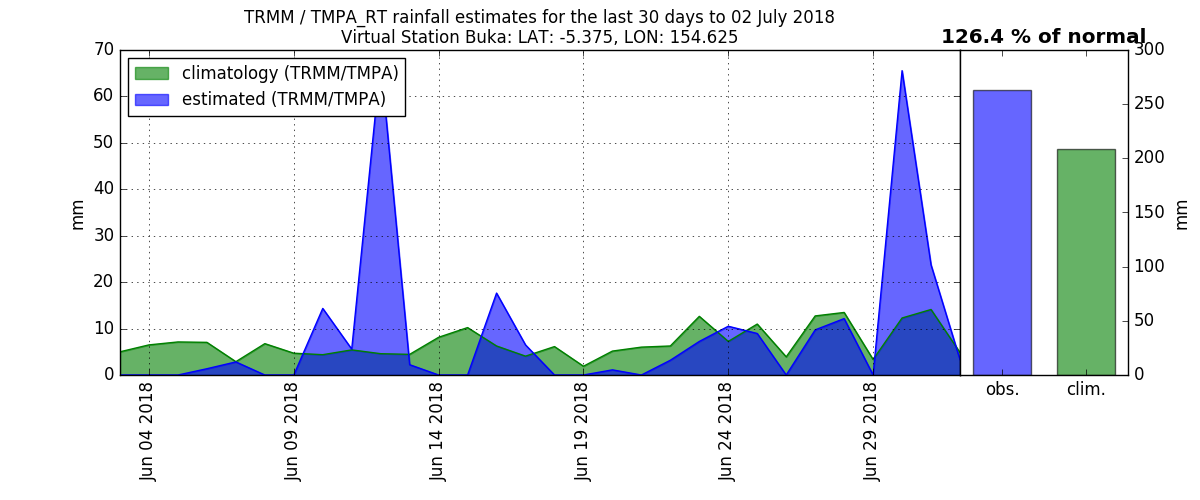 TRMM / TMPA_RT rainfall estimates for the last 30 days to 02 July 2018
Virtual Station Buka: LAT: -5.375, LON: 154.625
126.4 % of normal
climatology (TRMM/TMPA)
estimated (TRMM/TMPA)
70
60
50
40
30
20
10
0
mm
Jun 04 2018
Jun 09 2018
Jun 14 2018
Jun 19 2018
Jun 24 2018
Jun 29 2018
300
250
200
150
100
50
0
mm
obs.
clim.